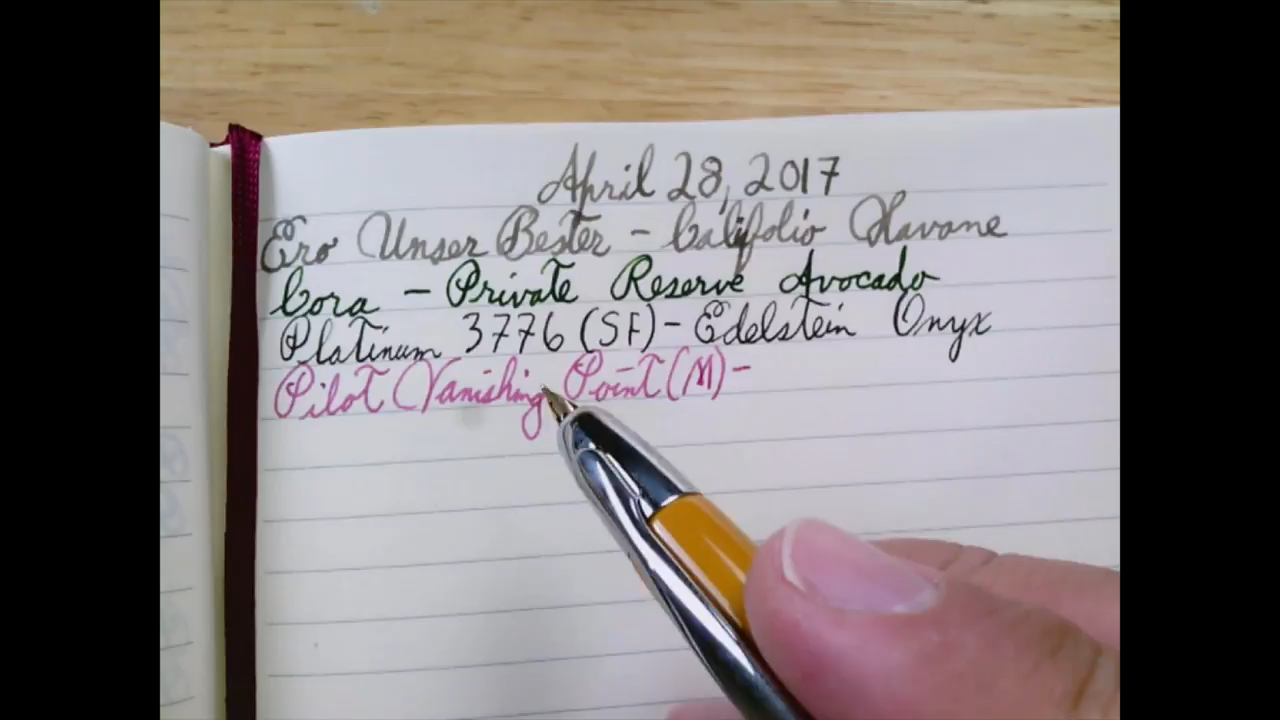 April 28, 2017
Ero Unser Bester - Califolio Havane
Cora - Private Reserve Avocado
Platinum 3776 (SF) - Edelstein Onyx
Pilot Vanishing Point (M) -